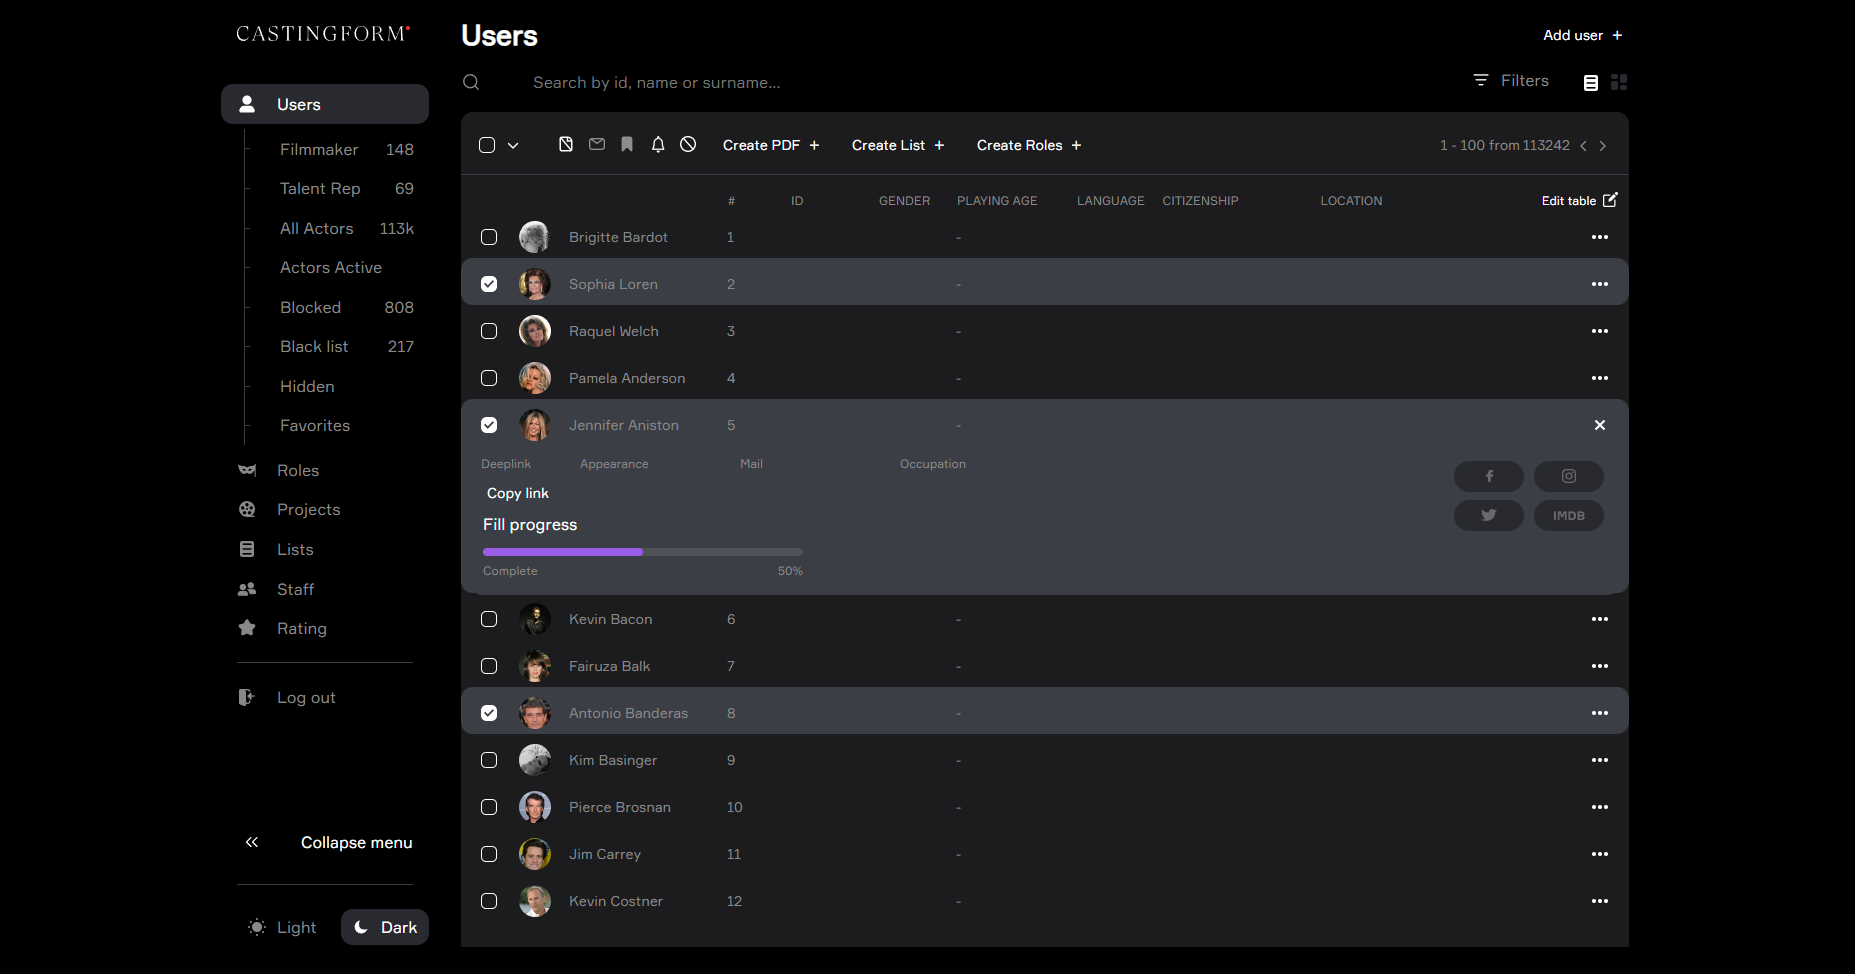 CASTINGFORM
Users
Filmmaker 148
Talent Rep 69
All Actors 113k
Actors Active
Blocked 808
Black list 217
Hidden
Favorites
Roles
Projects
Lists
Staff
Rating
Log out
Collapse menu
Light Dark
Users
Add user +
Search by id, name or surname...
Filters
Create PDF + Create List + Create Roles +
1 - 100 from 113242
# ID GENDER PLAYING AGE LANGUAGE CITIZENSHIP LOCATION Edit table
Brigitte Bardot 1 -
Sophia Loren 2 -
Raquel Welch 3 -
Pamela Anderson 4 -
Jennifer Aniston 5 -
Deeplink Appearance Mail Occupation
Copy link
Fill progress
Complete 50%
IMDB
Kevin Bacon 6 -
Fairuza Balk 7 -
Antonio Banderas 8 -
Kim Basinger 9 -
Pierce Brosnan 10 -
Jim Carrey 11 -
Kevin Costner 12 -